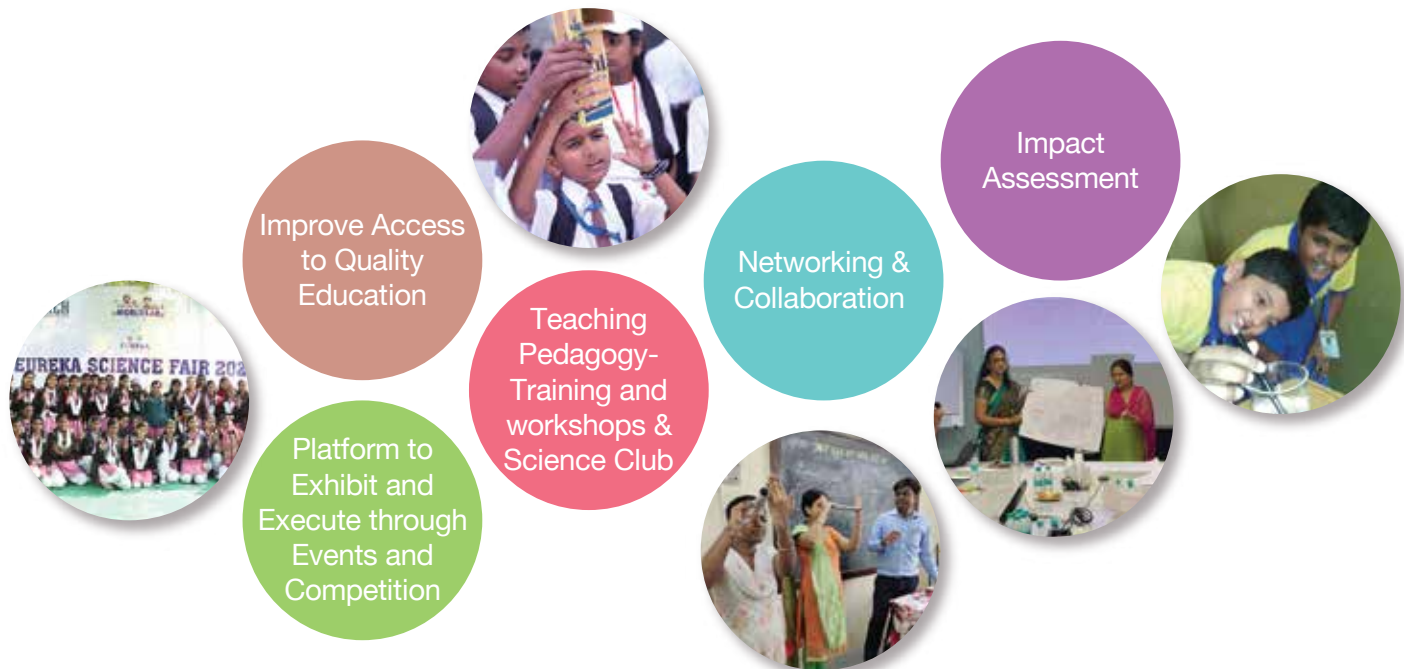 Improve Access
to Quality
Education
Platform to
Exhibit and
Execute through
Events and
Competition
Teaching
Pedagogy-
Training and
workshops &
Science Club
Networking &
Collaboration
Impact
Assessment
EUREKA SCIENCE FAIR 202